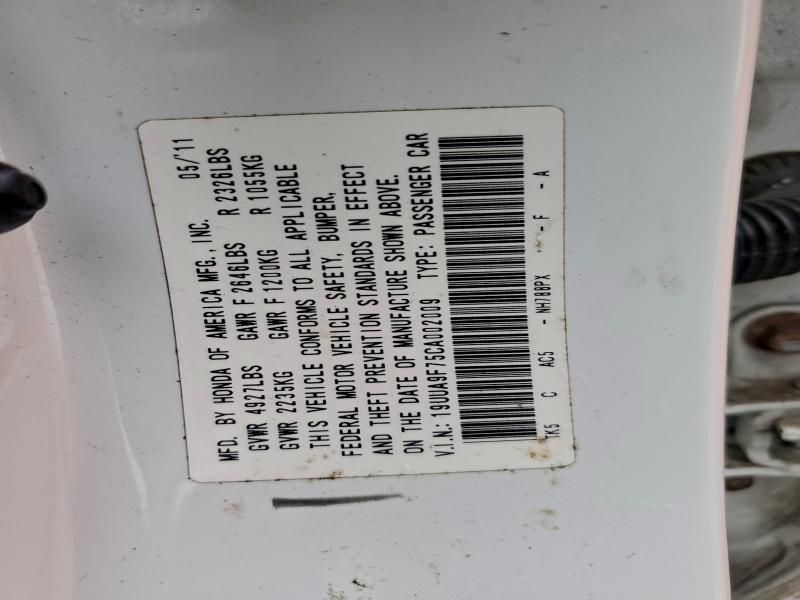 MFD. BY HONDA OF AMERICA MFG., INC. 05/'11
GVWR 4927LBS GAWR F 2646LBS R 2326LBS
GVWR 2235KG GAWR F 1200KG R 1055KG
THIS VEHICLE CONFORMS TO ALL APPLICABLE
FEDERAL MOTOR VEHICLE SAFETY, BUMPER,
AND THEFT PREVENTION STANDARDS IN EFFECT
ON THE DATE OF MANUFACTURE SHOWN ABOVE.
V.I.N.: 19UUA9F75CA002009 TYPE: PASSENGER CAR
TK5 C AC5 - NH788PX - F - A